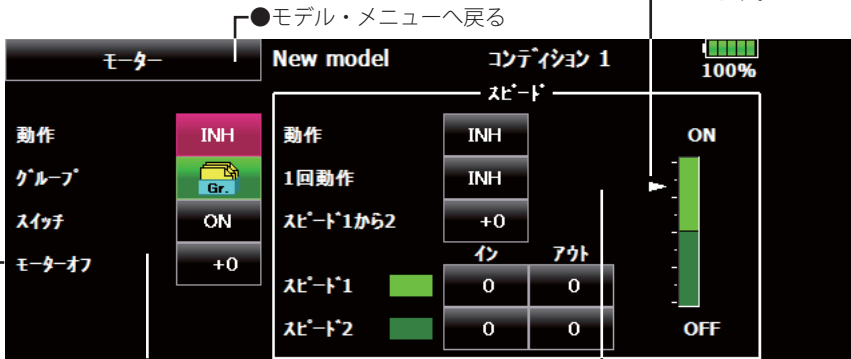 ●モデル・メニューへ戻る
モーター New model コンディション 1 100%
スピード
動作 INH 動作 INH ON
グループ Gr. 1回動作 INH
スイッチ ON スピード1から2 +0
モーターオフ +0 イン アウト
スピード1 0 0
スピード2 0 0 OFF